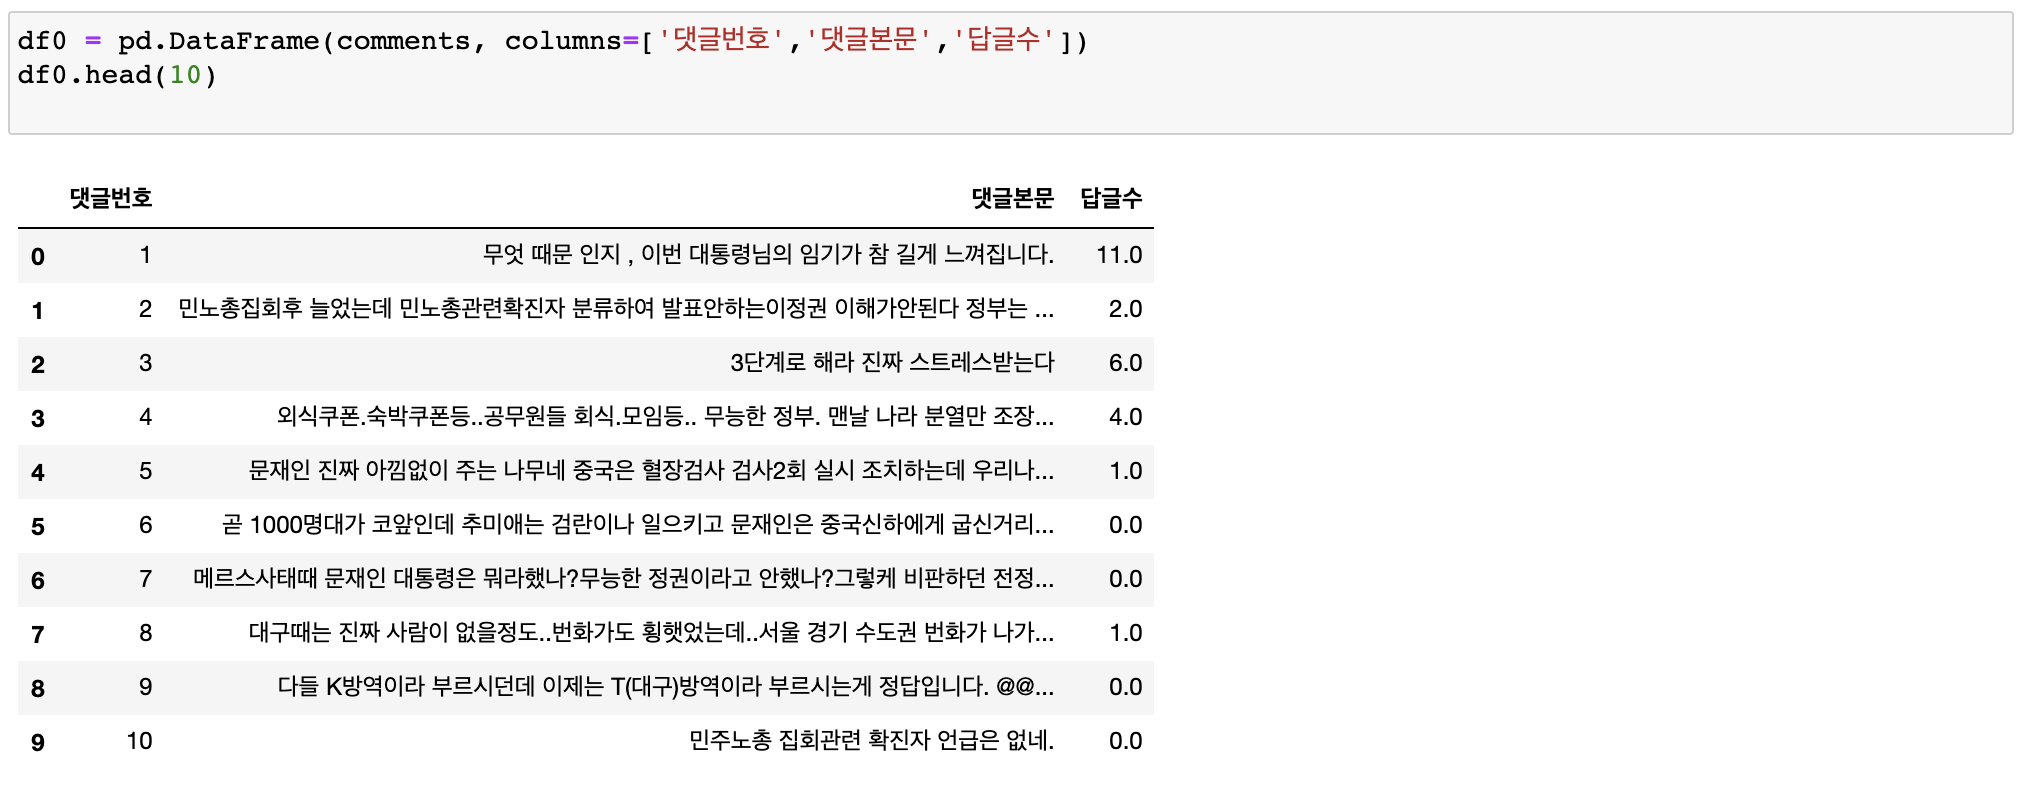 df0 = pd.DataFrame(comments, columns=['댓글번호','댓글본문','답글수'])
df0.head(10)
댓글번호 댓글본문 답글수
0 1 무엇 때문 인지 , 이번 대통령님의 임기가 참 길게 느껴집니다. 11.0
1 2 민노총집회후 늘었는데 민노총관련확진자 분류하여 발표안하는이정권 이해가안된다 정부는 ... 2.0
2 3 3단계로 해라 진짜 스트레스받는다 6.0
3 4 외식쿠폰.숙박쿠폰등..공무원들 회식.모임등.. 무능한 정부. 맨날 나라 분열만 조장... 4.0
4 5 문재인 진짜 아낌없이 주는 나무네 중국은 혈장검사 검사2회 실시 조치하는데 우리나... 1.0
5 6 곧 1000명대가 코앞인데 추미애는 검란이나 일으키고 문재인은 중국신하에게 굽신거리... 0.0
6 7 메르스사태때 문재인 대통령은 뭐라했나?무능한 정권이라고 안했나?그렇케 비판하던 전정... 0.0
7 8 대구때는 진짜 사람이 없을정도..번화가도 횡햇었는데..서울 경기 수도권 번화가 나가... 1.0
8 9 다들 K방역이라 부르시던데 이제는 T(대구)방역이라 부르시는게 정답입니다. @@... 0.0
9 10 민주노총 집회관련 확진자 언급은 없네. 0.0